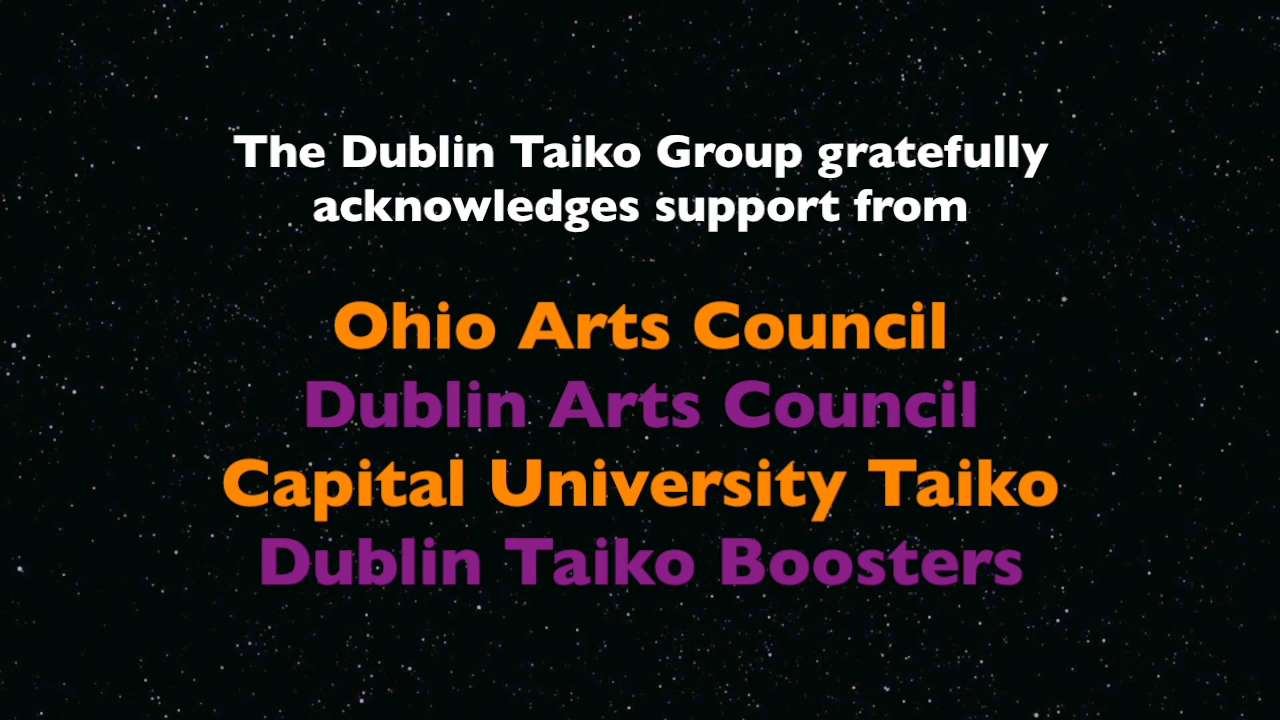 The Dublin Taiko Group gratefully
acknowledges support from
Ohio Arts Council
Dublin Arts Council
Capital University Taiko
Dublin Taiko Boosters